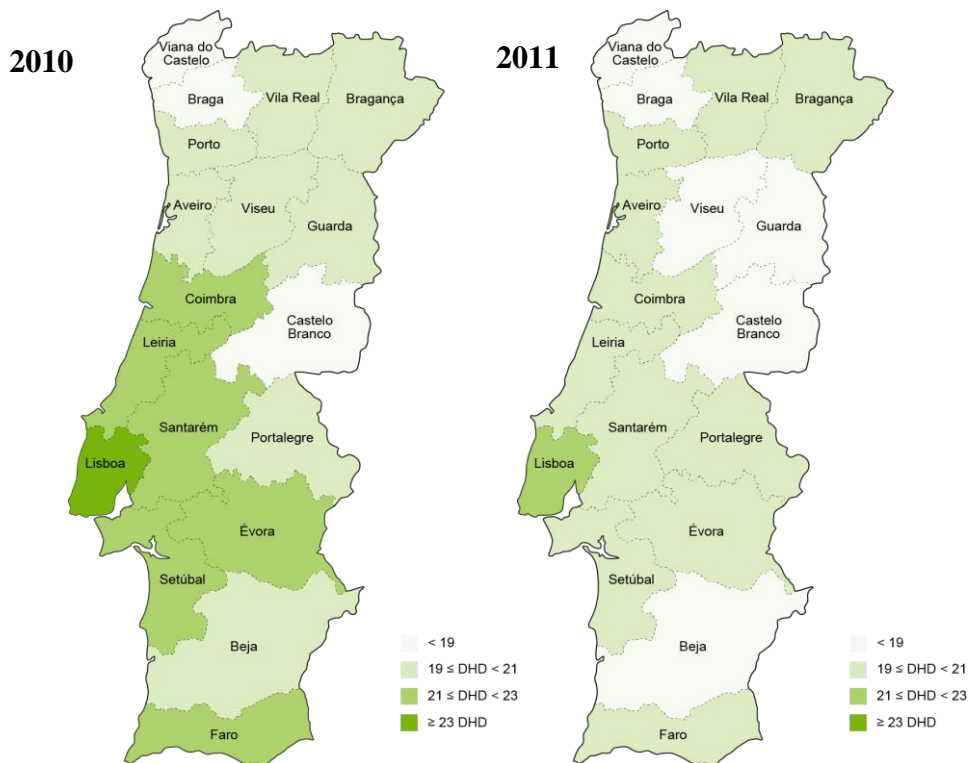 2010
Viana do
Castelo
Braga
Vila Real
Bragança
Porto
Aveiro
Viseu
Guarda
Coimbra
Castelo
Branco
Leiria
Santarém
Portalegre
Lisboa
Évora
Setúbal
Beja
Faro
< 19
19 ≤ DHD < 21
21 ≤ DHD < 23
≥ 23 DHD
2011
Viana do
Castelo
Braga
Vila Real
Bragança
Porto
Aveiro
Viseu
Guarda
Coimbra
Castelo
Branco
Leiria
Santarém
Portalegre
Lisboa
Évora
Setúbal
Beja
Faro
< 19
19 ≤ DHD < 21
21 ≤ DHD < 23
≥ 23 DHD